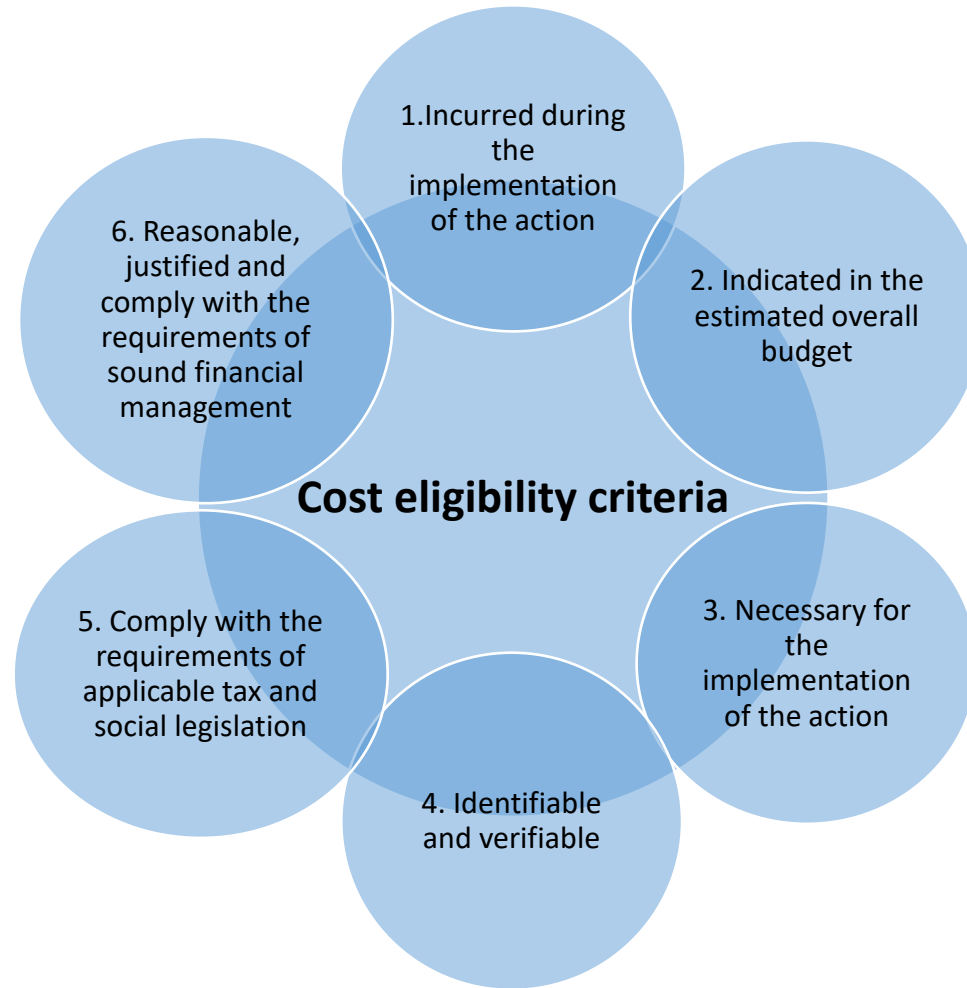 1.Incurred during
the
implementation
of the action
2. Indicated in the
estimated overall
budget
3. Necessary for
the
implementation
of the action
4. Identifiable
and verifiable
5. Comply with the
requirements of
applicable tax and
social legislation
6. Reasonable,
justified and
comply with the
requirements of
sound financial
management
Cost eligibility criteria